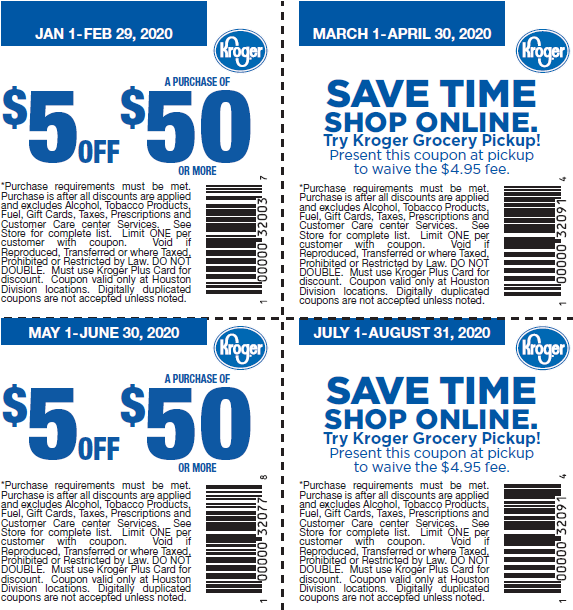 JAN 1-FEB 29, 2020
Kroger
$5 OFF
A PURCHASE OF
$50
OR MORE
*Purchase requirements must be met.
Purchase is after all discounts are applied
and excludes Alcohol, Tobacco Products,
Fuel, Gift Cards, Taxes, Prescriptions and
Customer Care center Services. See
Store for complete list. Limit ONE per
customer with coupon. Void if
Reproduced, Transferred or where Taxed,
Prohibited or Restricted by Law. DO NOT
DOUBLE. Must use Kroger Plus Card for
discount. Coupon valid only at Houston
Division locations. Digitally duplicated
coupons are not accepted unless noted.
1 00000 32003 7
MARCH 1-APRIL 30, 2020
Kroger
SAVE TIME
SHOP ONLINE.
Try Kroger Grocery Pickup!
Present this coupon at pickup
to waive the $4.95 fee.
*Purchase requirements must be met.
Purchase is after all discounts are applied
and excludes Alcohol, Tobacco Products,
Fuel, Gift Cards, Taxes, Prescriptions and
Customer Care center Services. See
Store for complete list. Limit ONE per
customer with coupon. Void if
Reproduced, Transferred or where Taxed,
Prohibited or Restricted by Law. DO NOT
DOUBLE. Must use Kroger Plus Card for
discount. Coupon valid only at Houston
Division locations. Digitally duplicated
coupons are not accepted unless noted.
1 00000 32091 4
MAY 1-JUNE 30, 2020
Kroger
$5 OFF
A PURCHASE OF
$50
OR MORE
*Purchase requirements must be met.
Purchase is after all discounts are applied
and excludes Alcohol, Tobacco Products,
Fuel, Gift Cards, Taxes, Prescriptions and
Customer Care center Services. See
Store for complete list. Limit ONE per
customer with coupon. Void if
Reproduced, Transferred or where Taxed,
Prohibited or Restricted by Law. DO NOT
DOUBLE. Must use Kroger Plus Card for
discount. Coupon valid only at Houston
Division locations. Digitally duplicated
coupons are not accepted unless noted.
1 00000 32077 8
JULY 1-AUGUST 31, 2020
Kroger
SAVE TIME
SHOP ONLINE.
Try Kroger Grocery Pickup!
Present this coupon at pickup
to waive the $4.95 fee.
*Purchase requirements must be met.
Purchase is after all discounts are applied
and excludes Alcohol, Tobacco Products,
Fuel, Gift Cards, Taxes, Prescriptions and
Customer Care center Services. See
Store for complete list. Limit ONE per
customer with coupon. Void if
Reproduced, Transferred or where Taxed,
Prohibited or Restricted by Law. DO NOT
DOUBLE. Must use Kroger Plus Card for
discount. Coupon valid only at Houston
Division locations. Digitally duplicated
coupons are not accepted unless noted.
1 00000 32091 4